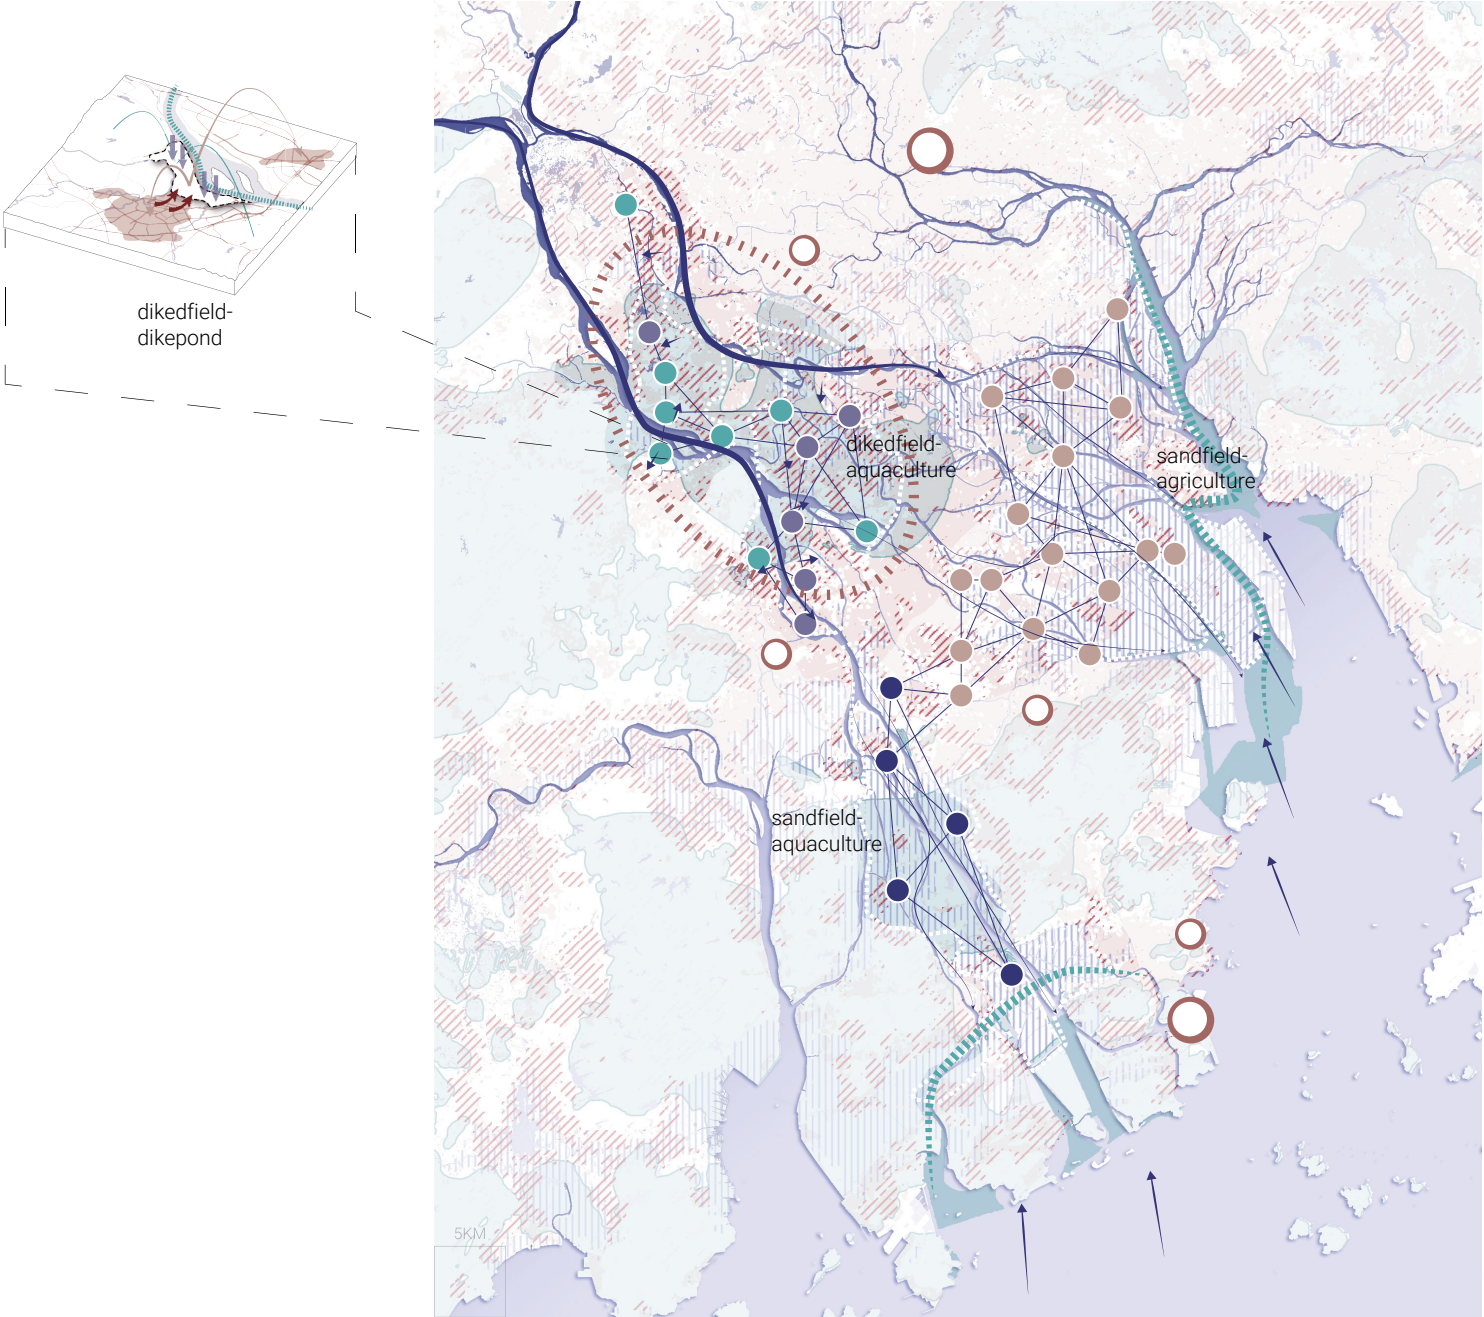 dikedfield-
dikepond
dikedfield-
aquaculture
sandfield-
agriculture
sandfield-
aquaculture
5KM